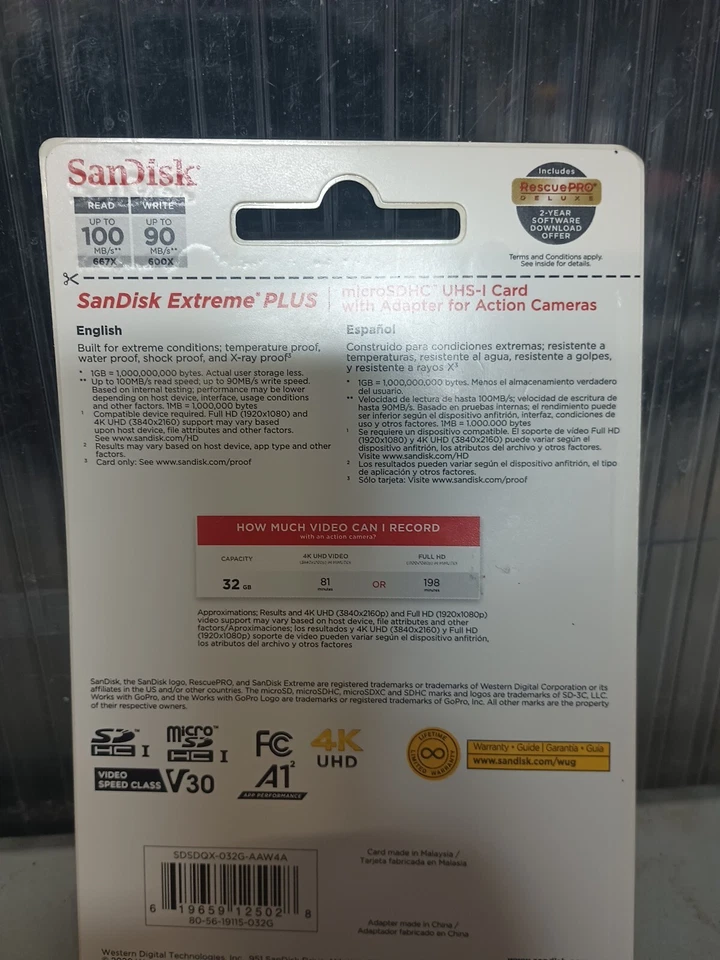 SanDisk®
READ WRITE
UP TO UP TO
100 90
MB/s** MB/s**
667X 600X
Includes
RescuePRO®
DELUXE
2-YEAR
SOFTWARE
DOWNLOAD
OFFER
Terms and Conditions apply.
See inside for details.
SanDisk Extreme® PLUS
microSDHC™ UHS-I Card
with Adapter for Action Cameras
English
Built for extreme conditions; temperature proof,
water proof, shock proof, and X-ray proof³
* 1GB = 1,000,000,000 bytes. Actual user storage less.
** Up to 100MB/s read speed; up to 90MB/s write speed.
Based on internal testing; performance may be lower
depending on host device, interface, usage conditions
and other factors. 1MB = 1,000,000 bytes
¹ Compatible device required. Full HD (1920x1080) and
4K UHD (3840x2160) support may vary based
upon host device, file attributes and other factors.
See www.sandisk.com/HD
² Results may vary based on host device, app type and other
factors.
³ Card only: See www.sandisk.com/proof
Español
Construido para condiciones extremas; resistente a
temperaturas, resistente al agua, resistente a golpes,
y resistente a rayos X³
* 1GB = 1,000,000,000 bytes. Menos el almacenamiento verdadero
del usuario.
** Velocidad de lectura de hasta 100MB/s; velocidad de escritura de
hasta 90MB/s. Basado en pruebas internas; el rendimiento puede
ser inferior según el dispositivo anfitrión, interfaz, condiciones de
uso y otros factores. 1MB = 1,000.000 bytes
¹ Se requiere un dispositivo compatible. El soporte de video Full HD
(1920x1080) y 4K UHD (3840x2160) puede variar según el
dispositivo anfitrión, los atributos del archivo y otros factores.
Visite www.sandisk.com/HD
² Los resultados pueden variar según el dispositivo anfitrión, el tipo
de aplicación y otros factores.
³ Sólo tarjeta: Visite www.sandisk.com/proof
HOW MUCH VIDEO CAN I RECORD
with an action camera?
CAPACITY 4K UHD VIDEO FULL HD
32 GB 81 minutes OR 198 minutes
Approximations; Results and 4K UHD (3840x2160p) and Full HD (1920x1080p)
video support may vary based on host device, file attributes and other
factors/Aproximaciones; los resultados y 4K UHD (3840x2160) y Full HD
(1920x1080p) soporte de video pueden variar según el dispositivo anfitrión,
los atributos del archivo y otros factores
SanDisk, the SanDisk logo, RescuePRO, and SanDisk Extreme are registered trademarks or trademarks of Western Digital Corporation or its
affiliates in the US and/or other countries. The microSD, microSDHC, microSDXC and SDHC marks and logos are trademarks of SD-3C, LLC.
Works with GoPro, and the Works with GoPro Logo are trademarks or registered trademarks of GoPro, Inc. All other marks are the property
of their respective owners.
SD HC I
micro SD HC I
FC
4K
UHD
VIDEO
SPEED CLASS V30
A1²
APP PERFORMANCE
LIFETIME
LIMITED WARRANTY
Warranty • Guide | Garantía • Guía
www.sandisk.com/wug
SDSDQX-032G-AAW4A
6 19659 12502 8
80-56-19115-032G
Card made in Malaysia /
Tarjeta fabricada en Malasia
Adapter made in China /
Adaptador fabricado en China
Western Digital Technologies, Inc.